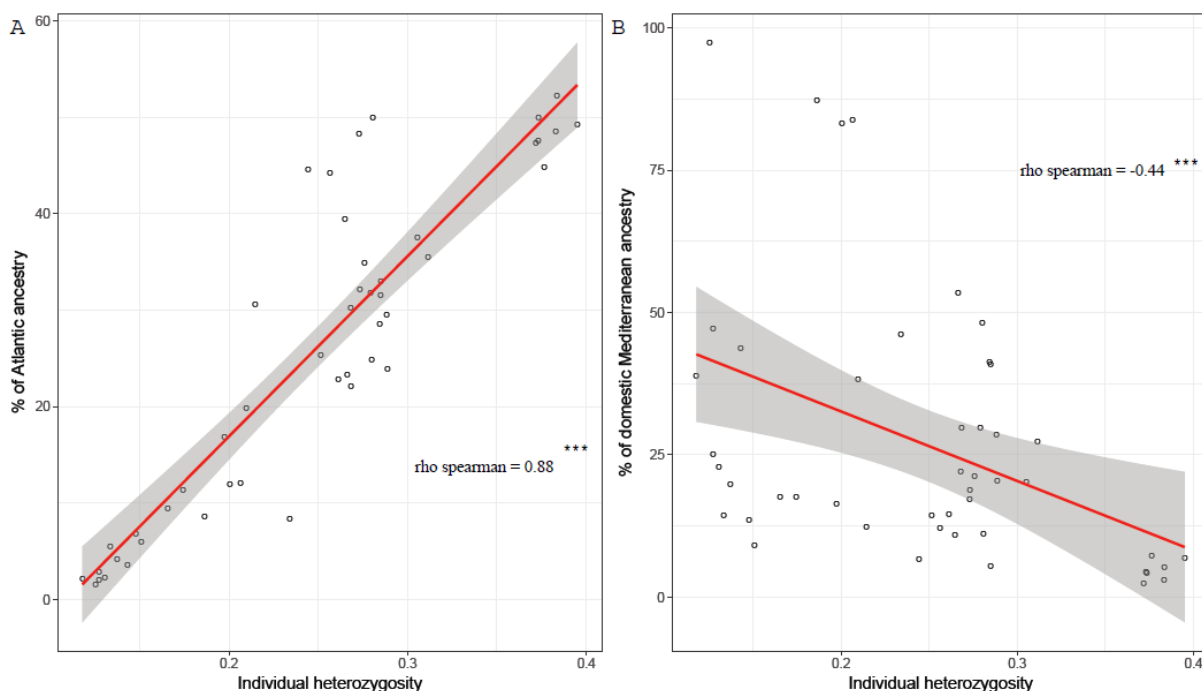 A
60
40
20
0
% of Atlantic ancestry
rho spearman = 0.88 ***
0.2 0.3 0.4
Individual heterozygosity
B
100
75
50
25
0
% of domestic Mediterranean ancestry
rho spearman = -0.44 ***
0.2 0.3 0.4
Individual heterozygosity